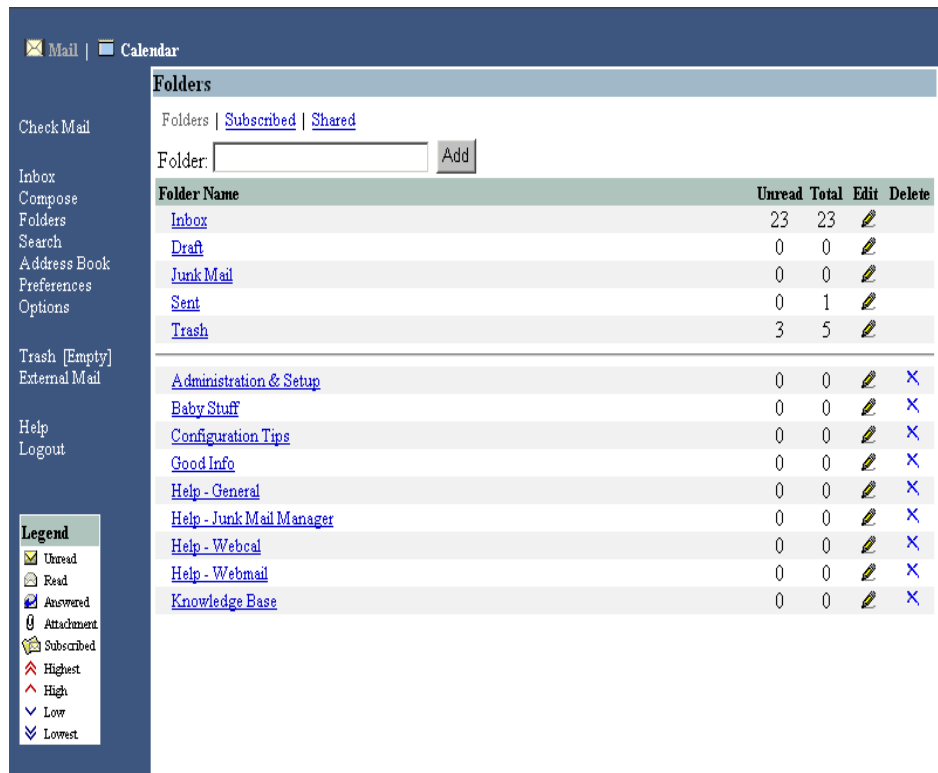 Mail | Calendar
Folders
Folders | Subscribed | Shared
Folder: Add
Check Mail
Inbox
Compose
Folders
Search
Address Book
Preferences
Options
Trash [Empty]
External Mail
Help
Logout
Legend
Unread
Read
Answered
Attachment
Subscribed
Highest
High
Low
Lowest
Folder Name Unread Total Edit Delete
Inbox 23 23
Draft 0 0
Junk Mail 0 0
Sent 0 1
Trash 3 5
Administration & Setup 0 0
Baby Stuff 0 0
Configuration Tips 0 0
Good Info 0 0
Help - General 0 0
Help - Junk Mail Manager 0 0
Help - Webcal 0 0
Help - Webmail 0 0
Knowledge Base 0 0